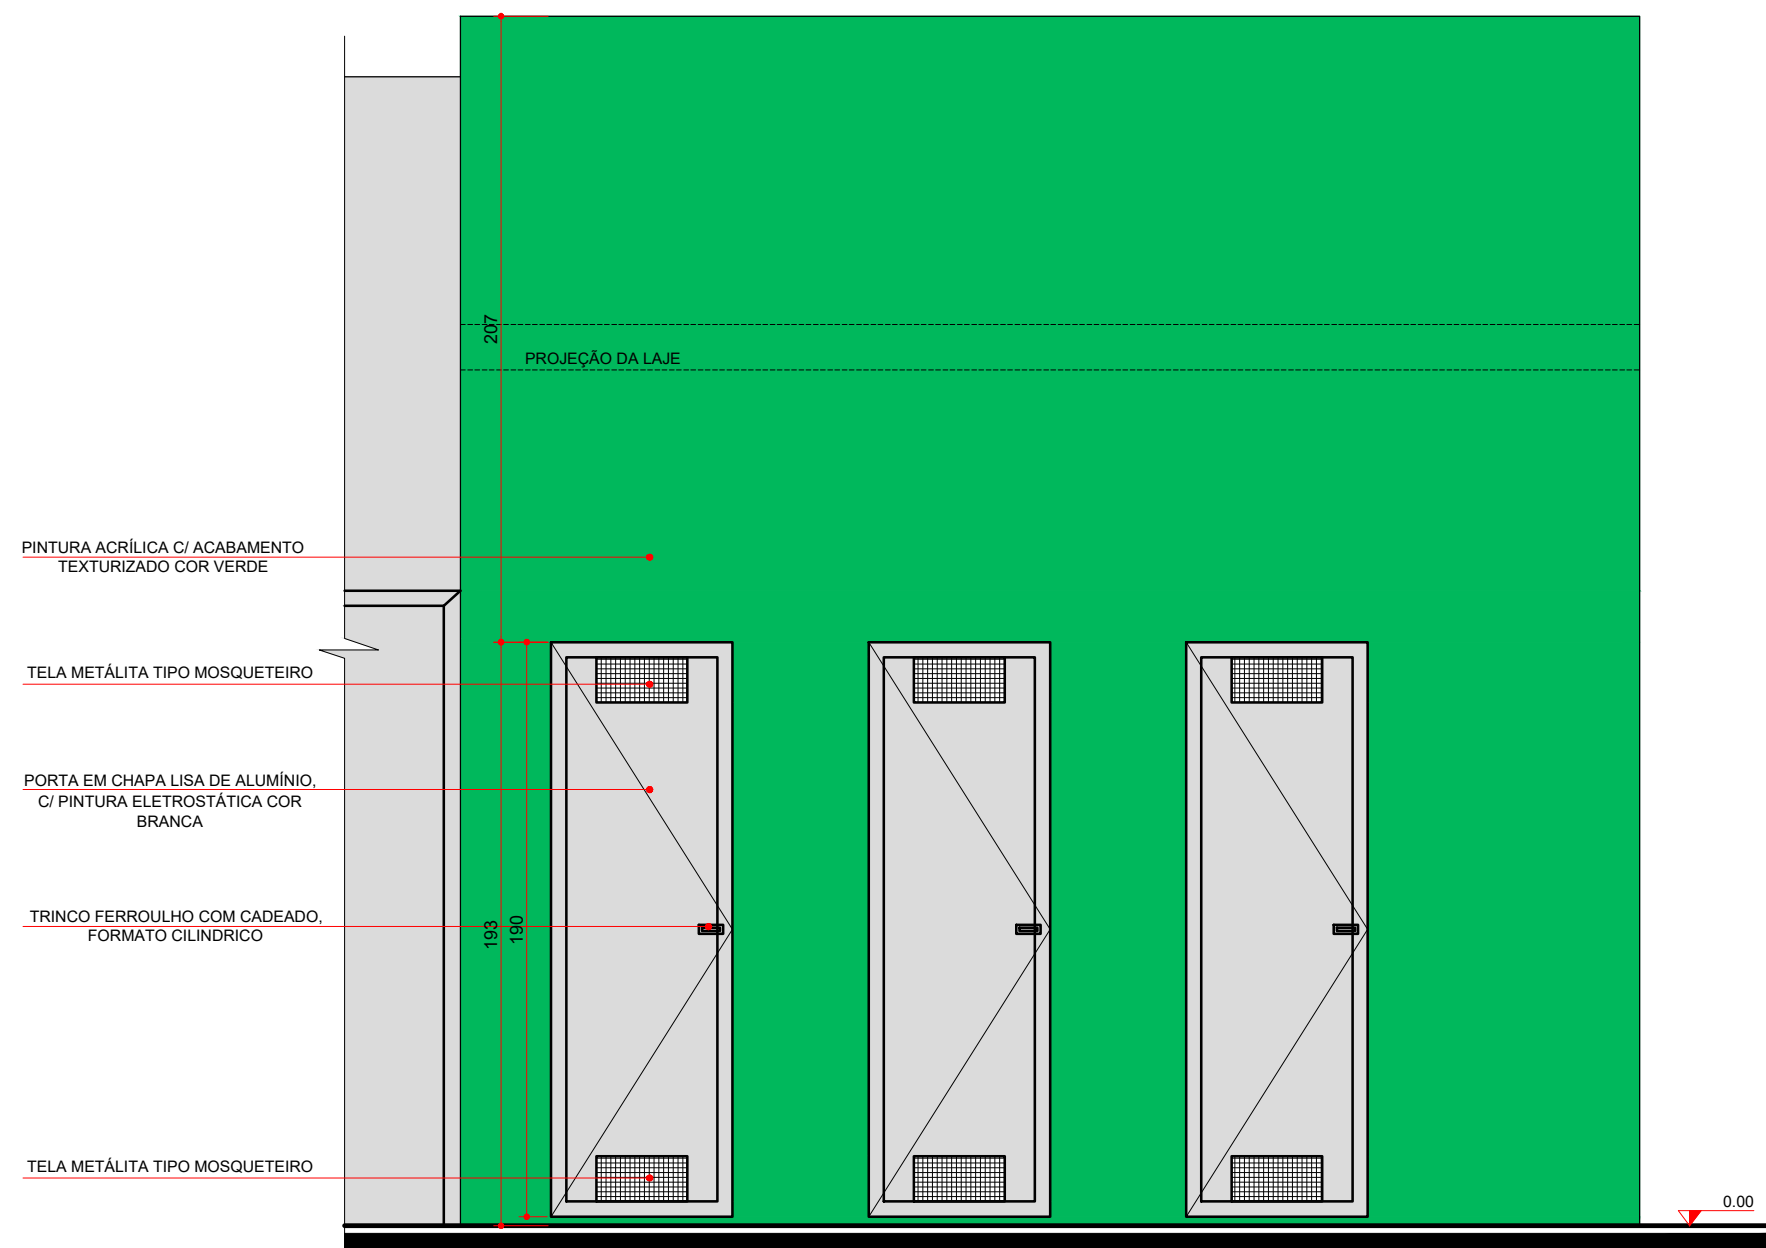 207
PROJEÇÃO DA LAJE
PINTURA ACRÍLICA C/ ACABAMENTO
TEXTURIZADO COR VERDE
TELA METÁLITA TIPO MOSQUETEIRO
PORTA EM CHAPA LISA DE ALUMÍNIO,
C/ PINTURA ELETROSTÁTICA COR
BRANCA
TRINCO FERROULHO COM CADEADO,
FORMATO CILINDRICO
193
190
TELA METÁLITA TIPO MOSQUETEIRO
0.00